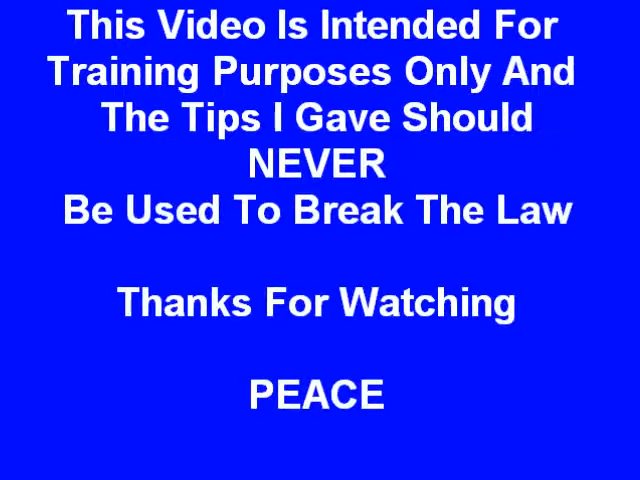 This Video Is Intended For
Training Purposes Only And
The Tips I Gave Should
NEVER
Be Used To Break The Law
Thanks For Watching
PEACE